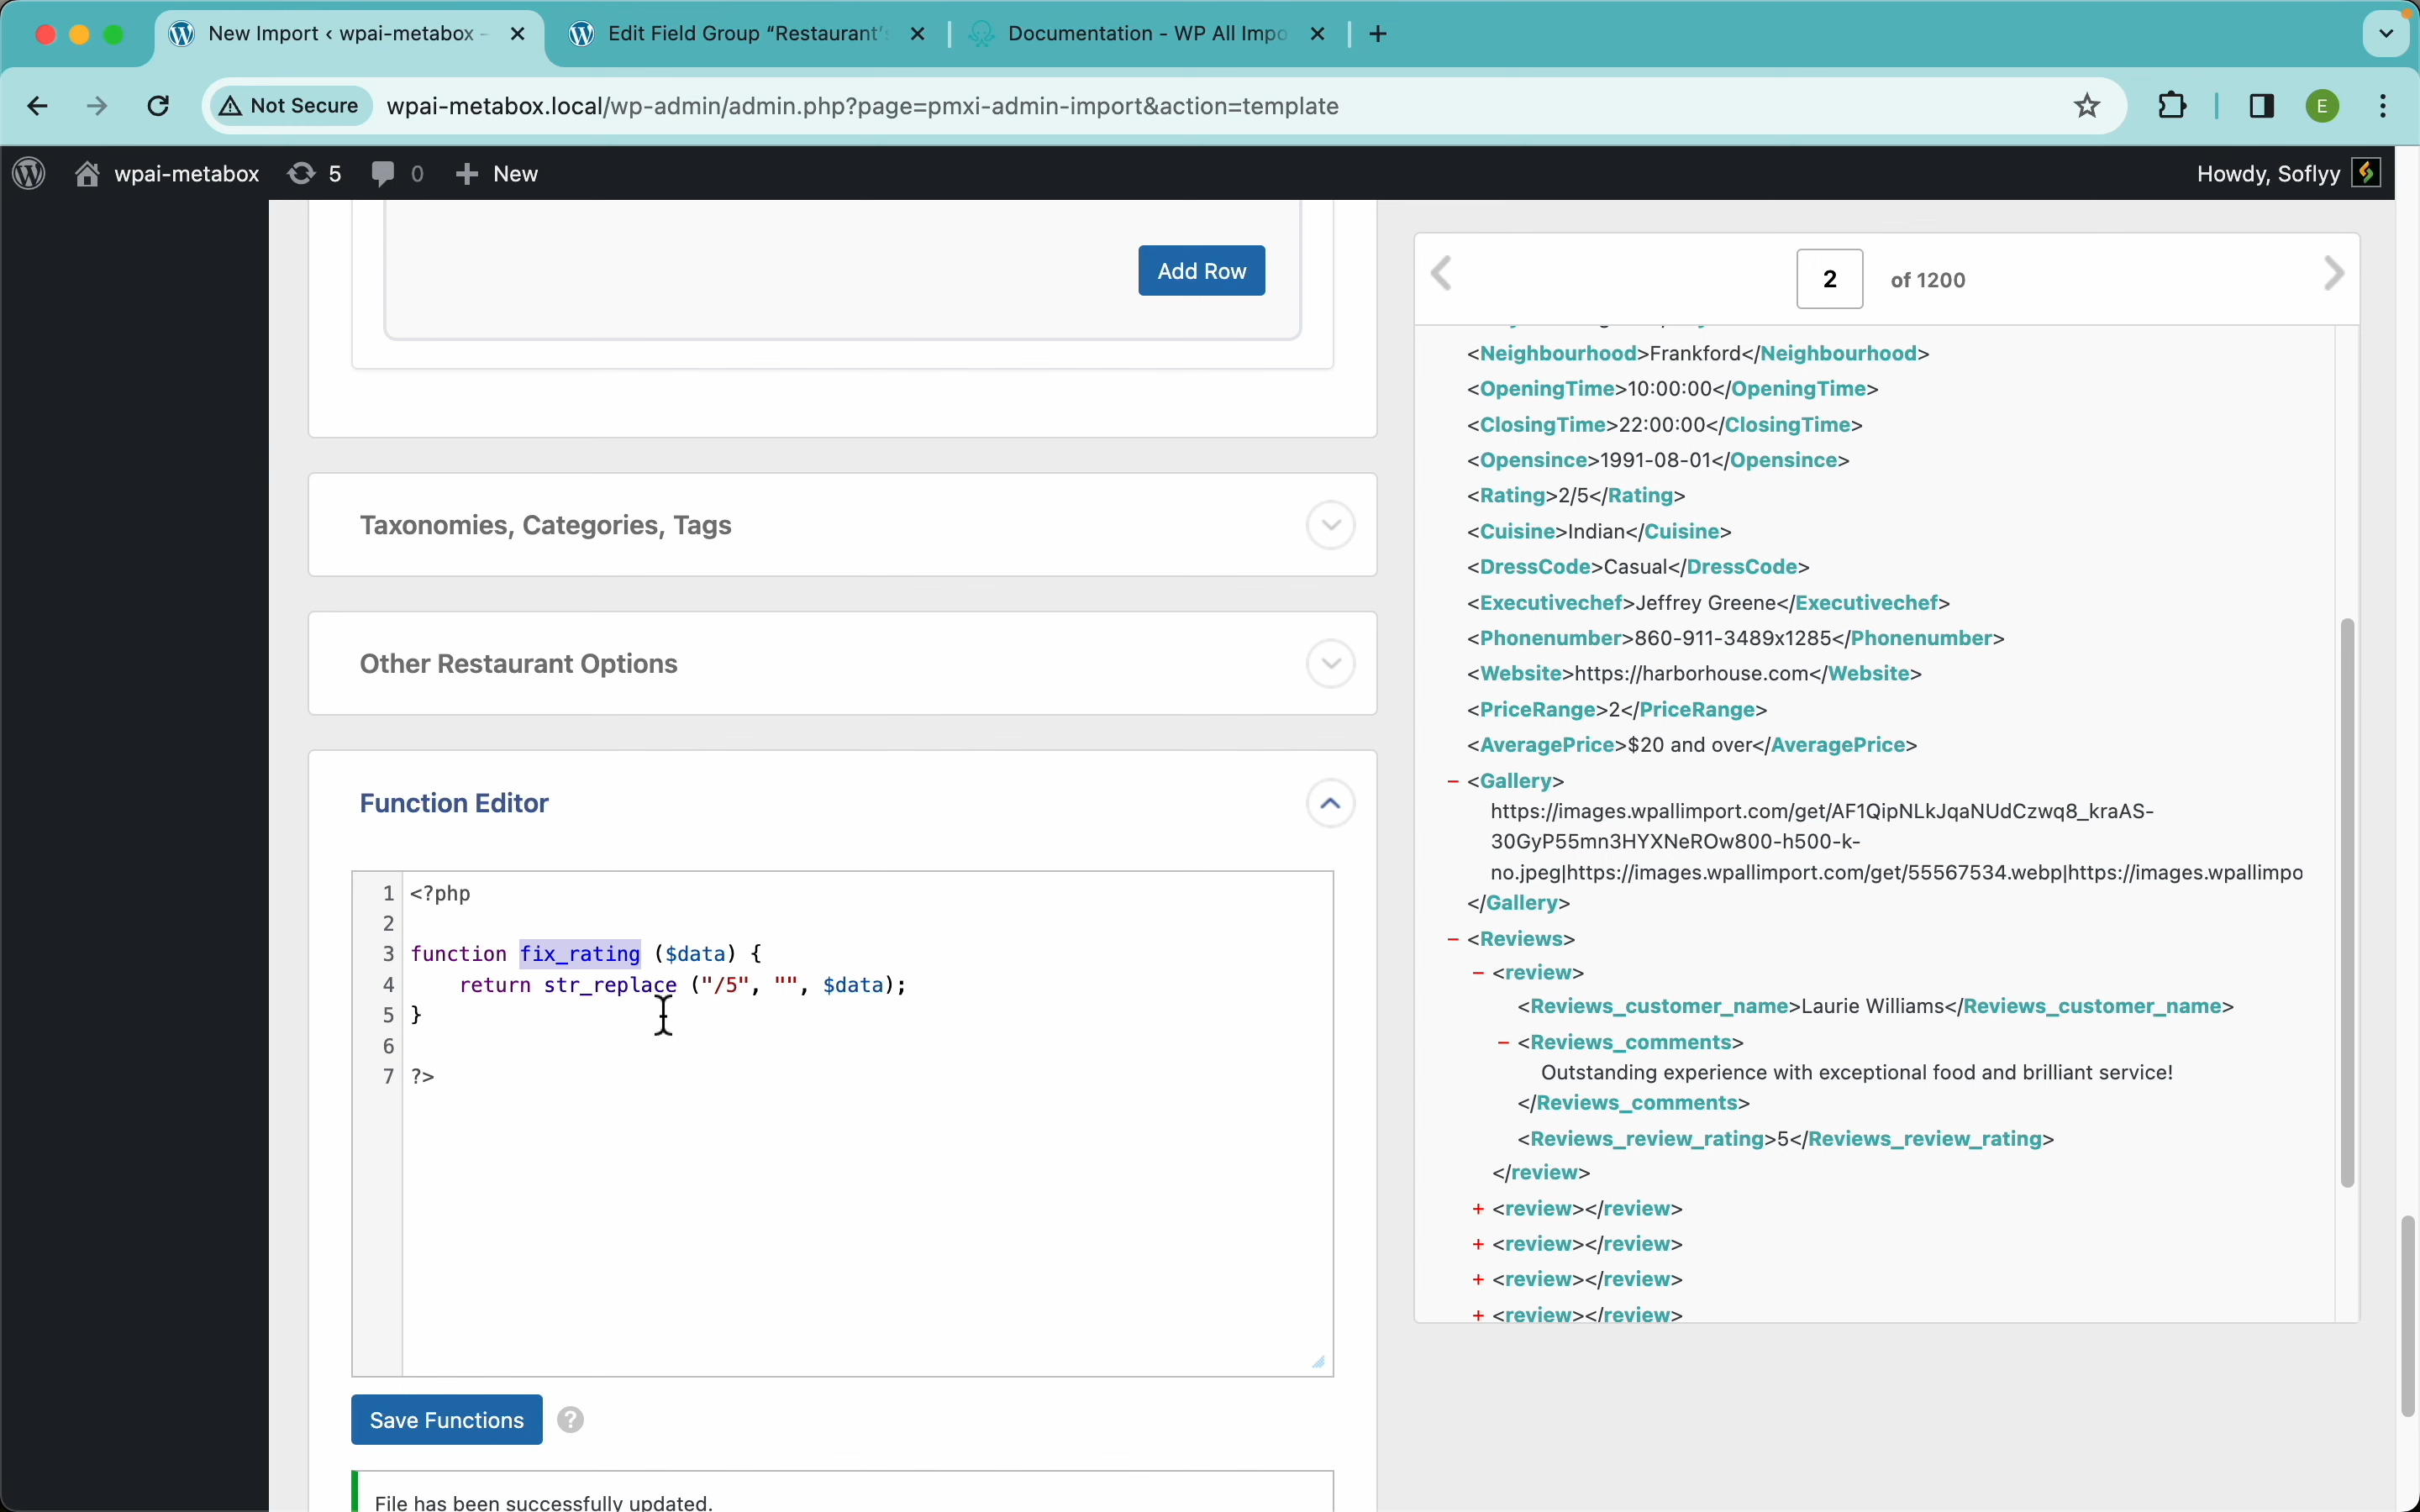 New Import ‹ wpai-metabox -
Edit Field Group “Restaurant's
Documentation - WP All Impo
Not Secure
wpai-metabox.local/wp-admin/admin.php?page=pmxi-admin-import&action=template
E
wpai-metabox
5
0
New
Howdy, Soflyy
Add Row
Taxonomies, Categories, Tags
Other Restaurant Options
Function Editor
1 <?php
2
3 function fix_rating ($data) {
4 return str_replace ("/5", "", $data);
5 }
6
7 ?>
Save Functions
?
File has been successfully updated.
2 of 1200
<Neighbourhood>Frankford</Neighbourhood>
<OpeningTime>10:00:00</OpeningTime>
<ClosingTime>22:00:00</ClosingTime>
<Opensince>1991-08-01</Opensince>
<Rating>2/5</Rating>
<Cuisine>Indian</Cuisine>
<DressCode>Casual</DressCode>
<Executivechef>Jeffrey Greene</Executivechef>
<Phonenumber>860-911-3489x1285</Phonenumber>
<Website>https://harborhouse.com</Website>
<PriceRange>2</PriceRange>
<AveragePrice>$20 and over</AveragePrice>
– <Gallery>
https://images.wpallimport.com/get/AF1QipNLkJqaNUdCzwq8_kraAS-
30GyP55mn3HYXNeROw800-h500-k-
no.jpeg|https://images.wpallimport.com/get/55567534.webp|https://images.wpallimpo
</Gallery>
– <Reviews>
– <review>
<Reviews_customer_name>Laurie Williams</Reviews_customer_name>
– <Reviews_comments>
Outstanding experience with exceptional food and brilliant service!
</Reviews_comments>
<Reviews_review_rating>5</Reviews_review_rating>
</review>
+ <review></review>
+ <review></review>
+ <review></review>
+ <review></review>